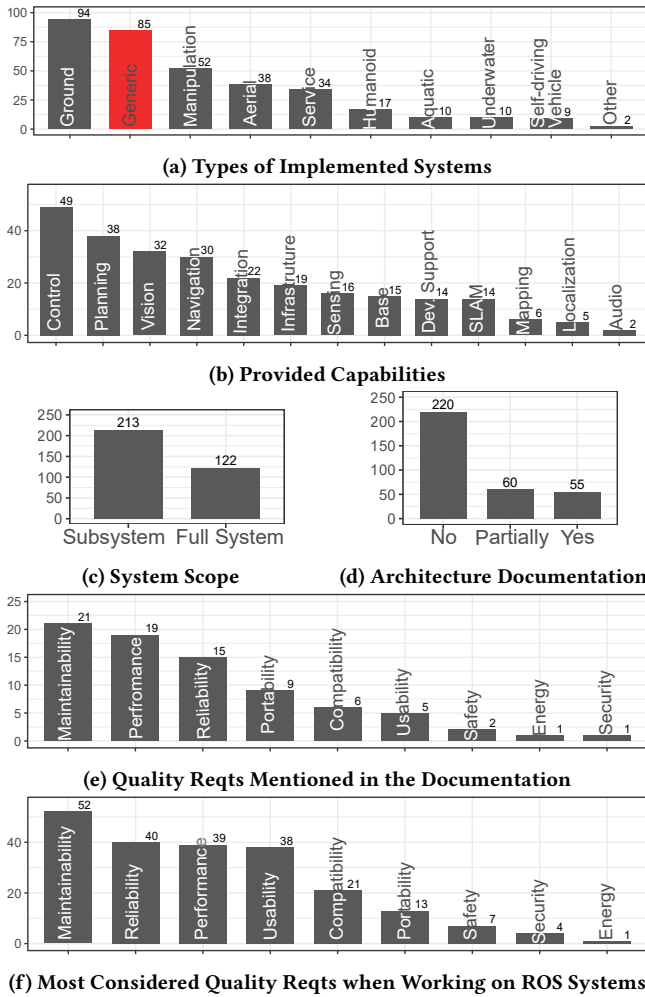 100
75
50
25
0
94
85
52
38
34
17
10
10
9
2
Ground
Generic
Manipulation
Aerial
Service
Humanoid
Aquatic
Underwater
Self-driving
Vehicle
Other
(a) Types of Implemented Systems
40
20
0
49
38
32
30
22
19
16
15
14
14
6
5
2
Control
Planning
Vision
Navigation
Integration
Infrastruture
Sensing
Base
Dev. Support
SLAM
Mapping
Localization
Audio
(b) Provided Capabilities
250
200
150
100
50
0
213
122
Subsystem Full System
(c) System Scope
250
200
150
100
50
0
220
60
55
No Partially Yes
(d) Architecture Documentation
25
20
15
10
5
0
21
19
15
9
6
5
2
1
1
Maintainability
Perfromance
Reliability
Portability
Compatibility
Usability
Safety
Energy
Security
(e) Quality Reqts Mentioned in the Documentation
40
20
0
52
40
39
38
21
13
7
4
1
Maintainability
Reliability
Performance
Usability
Compatibility
Portability
Safety
Security
Energy
(f) Most Considered Quality Reqts when Working on ROS Systems